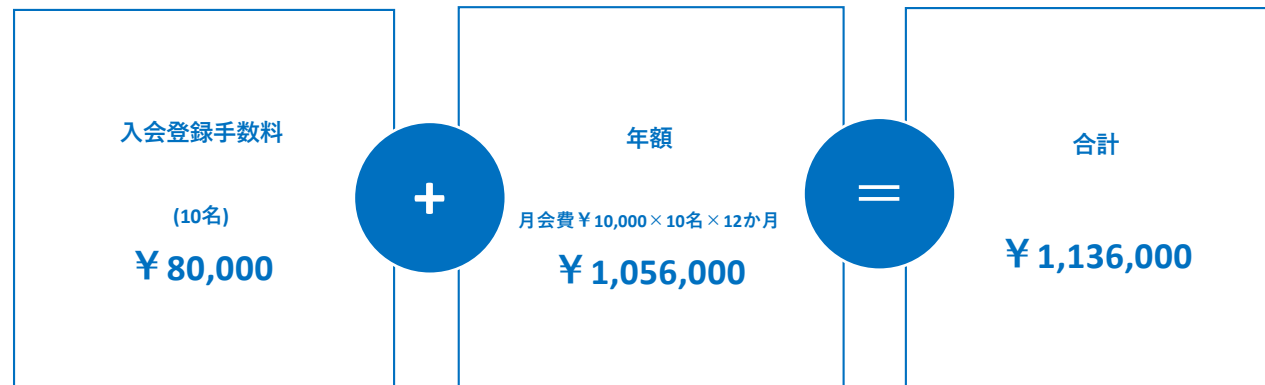 入会登録手数料
(10名)
￥80,000
+
年額
月会費￥10,000×10名×12か月
￥1,056,000
=
合計
￥1,136,000